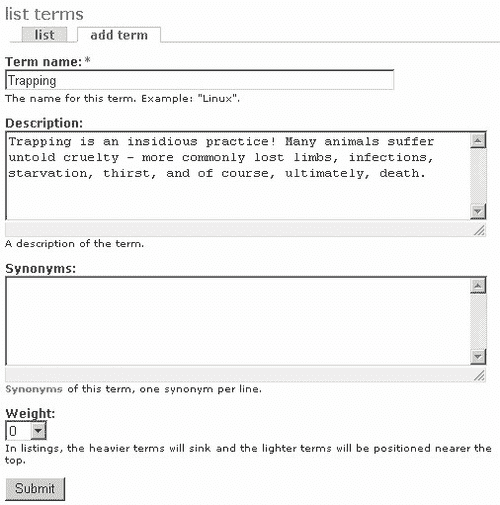 list terms
list
add term
Term name: *
Trapping
The name for this term. Example: "Linux".
Description:
Trapping is an insidious practice! Many animals suffer
untold cruelty - more commonly lost limbs, infections,
starvation, thirst, and of course, ultimately, death.
A description of the term.
Synonyms:
Synonyms of this term, one synonym per line.
Weight:
0
In listings, the heavier terms will sink and the lighter terms will be positioned nearer the
top.
Submit